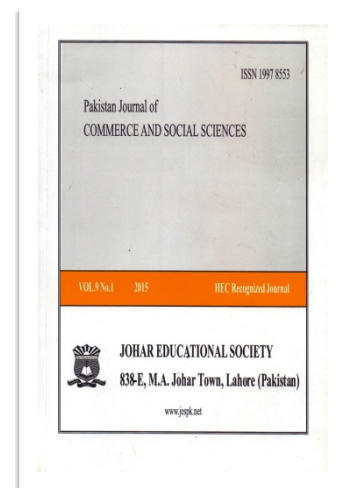 ISSN 1997 8553
Pakistan Journal of
COMMERCE AND SOCIAL SCIENCES
VOL.9 No.1 2015 HEC Recognized Journal
JOHAR EDUCATIONAL SOCIETY
838-E, M.A. Johar Town, Lahore (Pakistan)
www.jespk.net